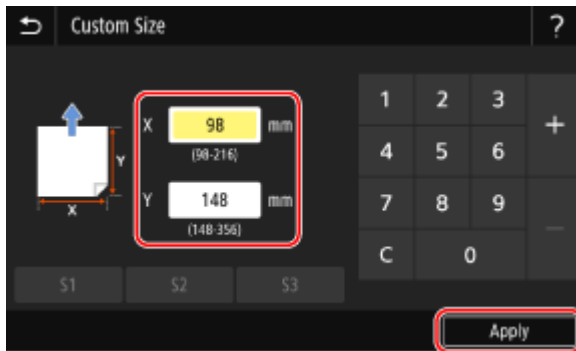 Custom Size ?
X 98 mm
(98-216)
Y
Y 148 mm
X
(148-356)
1 2 3 +
4 5 6
7 8 9 −
C 0
S1 S2 S3
Apply